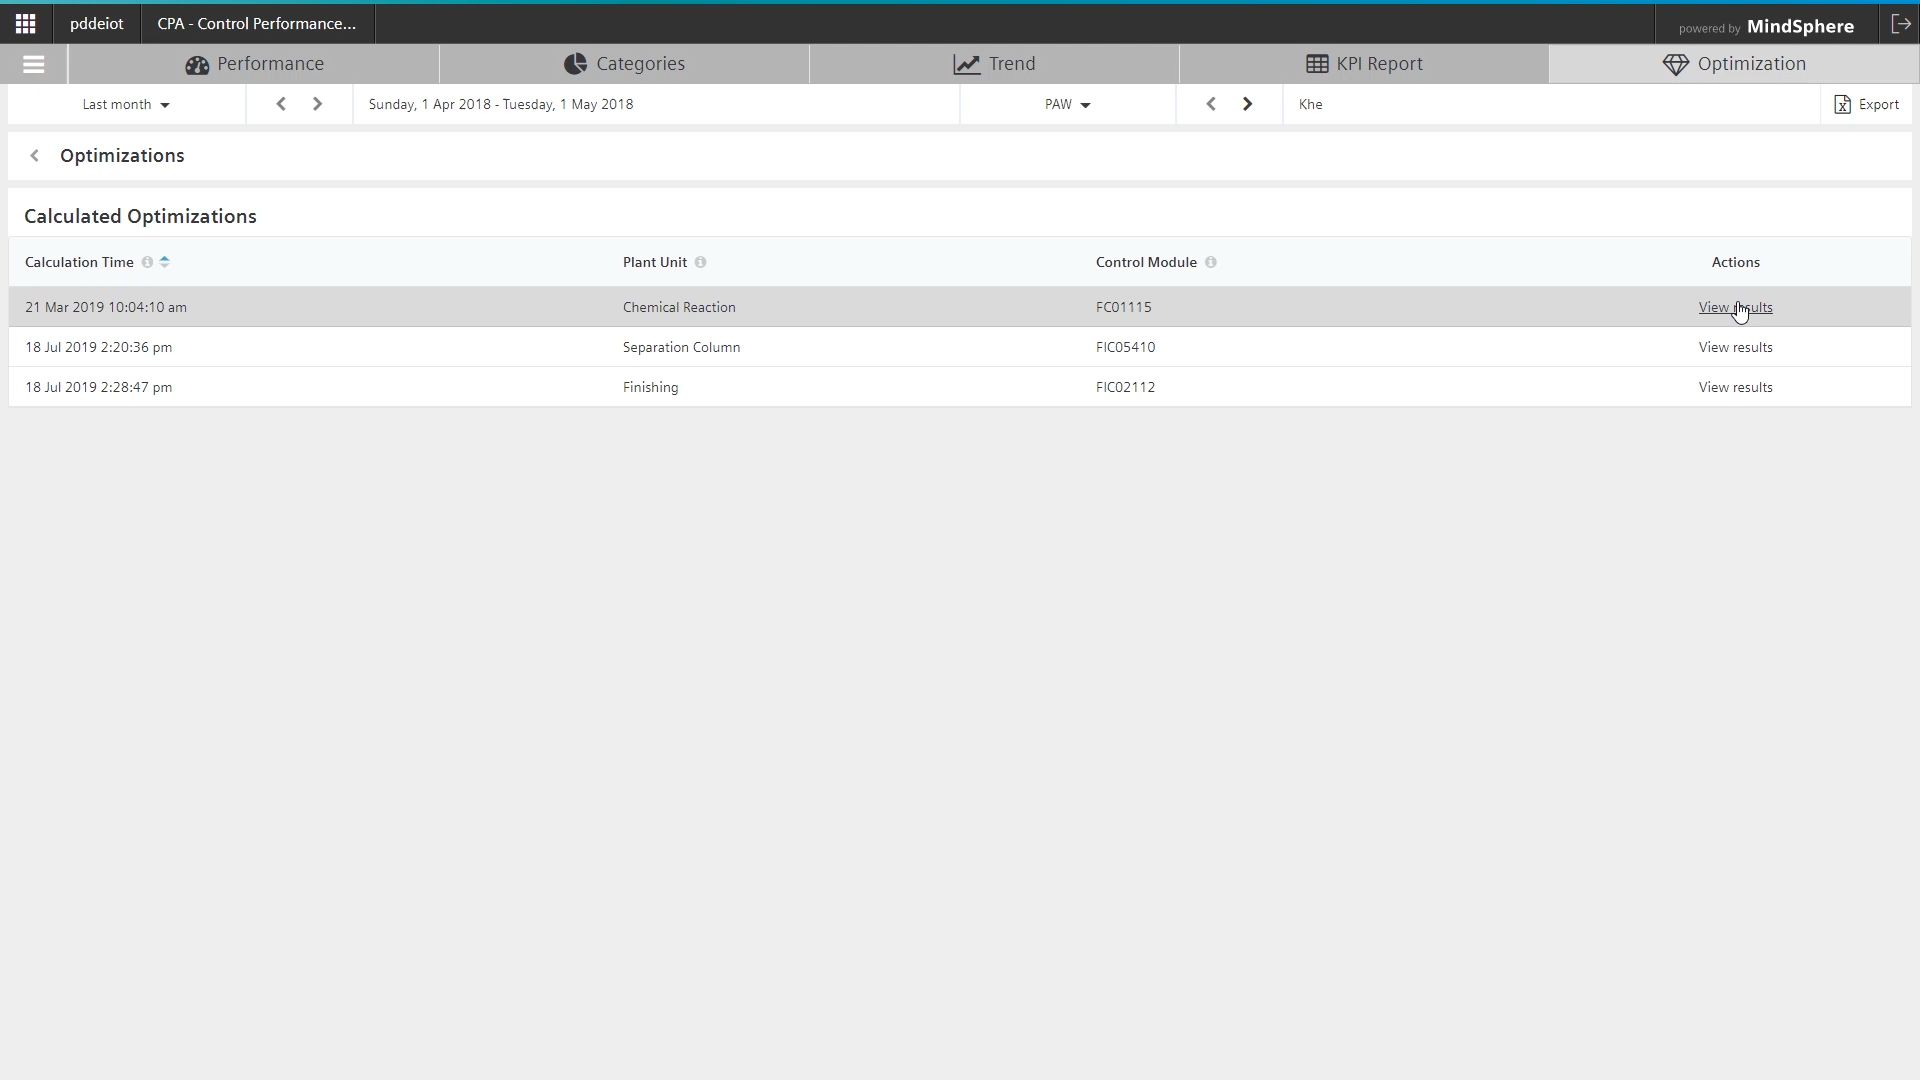 pddeiot CPA - Control Performance... powered by MindSphere
Performance Categories Trend KPI Report Optimization
Last month Sunday, 1 Apr 2018 - Tuesday, 1 May 2018 PAW Khe Export
Optimizations
Calculated Optimizations
Calculation Time Plant Unit Control Module Actions
21 Mar 2019 10:04:10 am Chemical Reaction FC01115 View results
18 Jul 2019 2:20:36 pm Separation Column FIC05410 View results
18 Jul 2019 2:28:47 pm Finishing FIC02112 View results